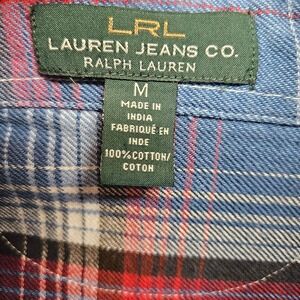 LRL
LAUREN JEANS CO.
RALPH LAUREN
M
MADE IN
INDIA
FABRIQUÉ EN
INDE
100% COTTON/
COTON